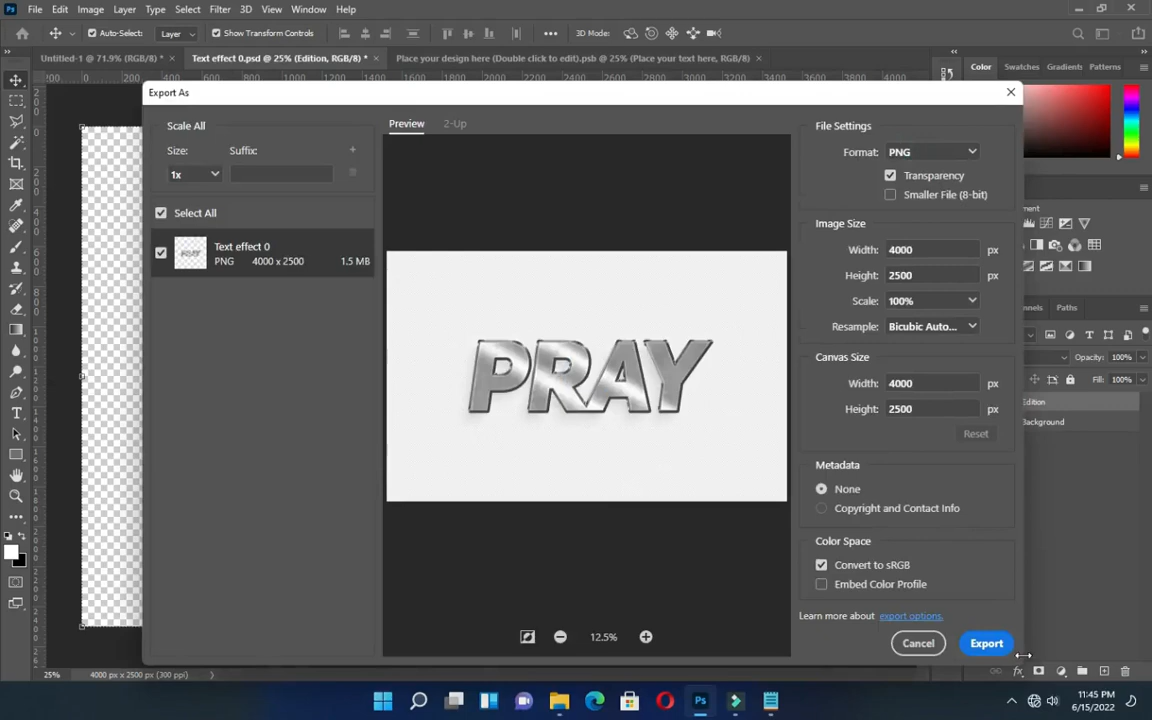 Ps File Edit Image Layer Type Select Filter 3D View Window Help
Auto-Select: Layer Show Transform Controls 3D Mode:
Untitled-1 @ 71.9% (RGB/8) * × Text effect 0.psd @ 25% (Edition, RGB/8) * × Place your design here (Double click to edit).psb @ 25% (Place your text here, RGB/8) ×
Color Swatches Gradients Patterns
Export As
Scale All
Size: Suffix:
1x
Select All
Text effect 0
PNG 4000 x 2500 1.5 MB
Preview 2-Up
PRAY
12.5%
File Settings
Format: PNG
Transparency
Smaller File (8-bit)
Image Size
Width: 4000 px
Height: 2500 px
Scale: 100%
Resample: Bicubic Auto...
Canvas Size
Width: 4000 px
Height: 2500 px
Reset
Metadata
None
Copyright and Contact Info
Color Space
Convert to sRGB
Embed Color Profile
Learn more about export options.
Cancel Export
Paths
Opacity: 100%
Fill: 100%
Edition
Background
25% 4000 px x 2500 px (300 ppi)
11:45 PM
6/15/2022